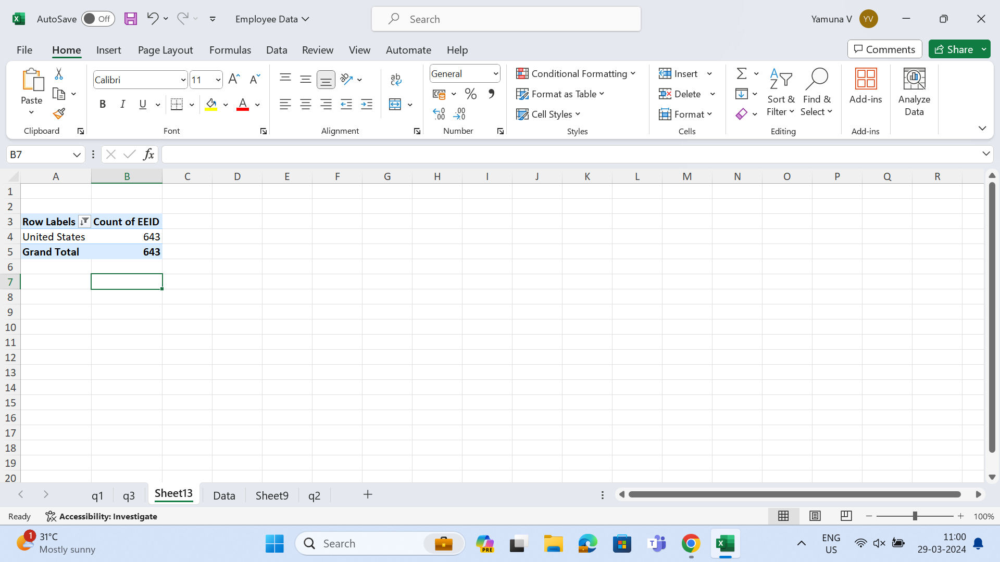 AutoSave Off Employee Data Search Yamuna V YV
File Home Insert Page Layout Formulas Data Review View Automate Help Comments Share
Paste
Calibri 11
B I U A
ab
General
% ,
Conditional Formatting
Format as Table
Cell Styles
Insert
Delete
Format
Sort &
Filter
Find &
Select
Add-ins
Analyze
Data
Clipboard Font Alignment Number Styles Cells Editing Add-ins
B7 fx
A B C D E F G H I J K L M N O P Q R
1
2
3 Row Labels Count of EEID
4 United States 643
5 Grand Total 643
6
7
8
9
10
11
12
13
14
15
16
17
18
19
20
q1 q3 Sheet13 Data Sheet9 q2
Ready Accessibility: Investigate 100%
1 31°C
Mostly sunny
Search
PRE
ENG
US
11:00
29-03-2024